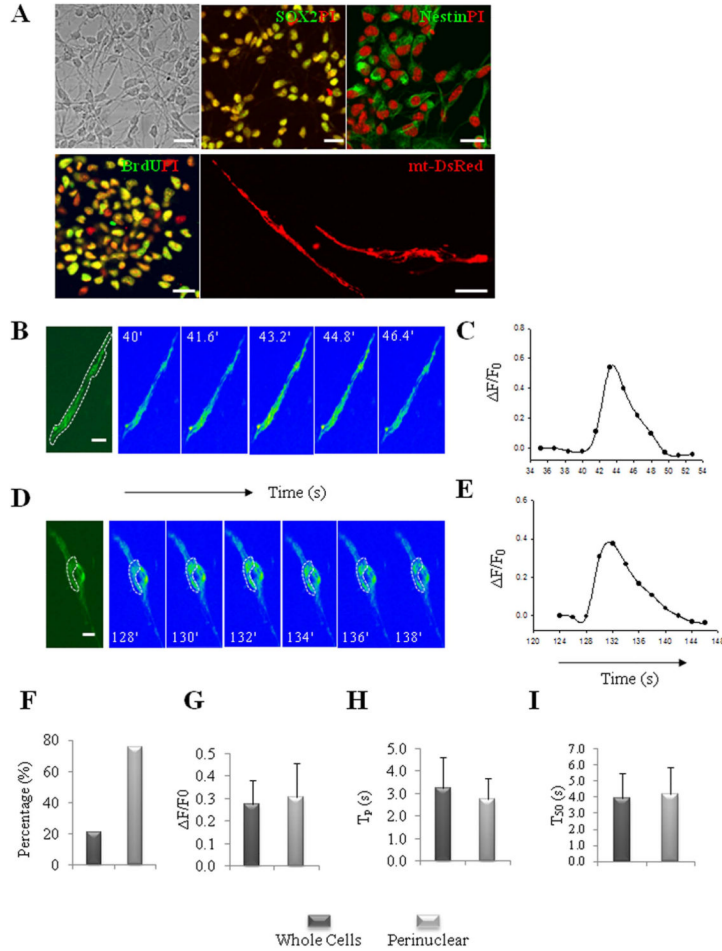 A
SOX2PI
NestinPI
BrdUPI
mt-DsRed
B
40' 41.6' 43.2' 44.8' 46.4'
C
ΔF/F0
0.8
0.6
0.4
0.2
0.0
34 36 38 40 42 44 46 48 50 52 54
Time (s)
D
128' 130' 132' 134' 136' 138'
E
ΔF/F0
0.6
0.4
0.2
0.0
120 124 128 132 136 140 144 148
Time (s)
F
Percentage (%)
80
60
40
20
0
G
ΔF/F0
0.5
0.4
0.3
0.2
0.1
0.0
H
Tp (s)
5.0
4.0
3.0
2.0
1.0
0.0
I
T50 (s)
7.0
6.0
5.0
4.0
3.0
2.0
1.0
0.0
Whole Cells
Perinuclear